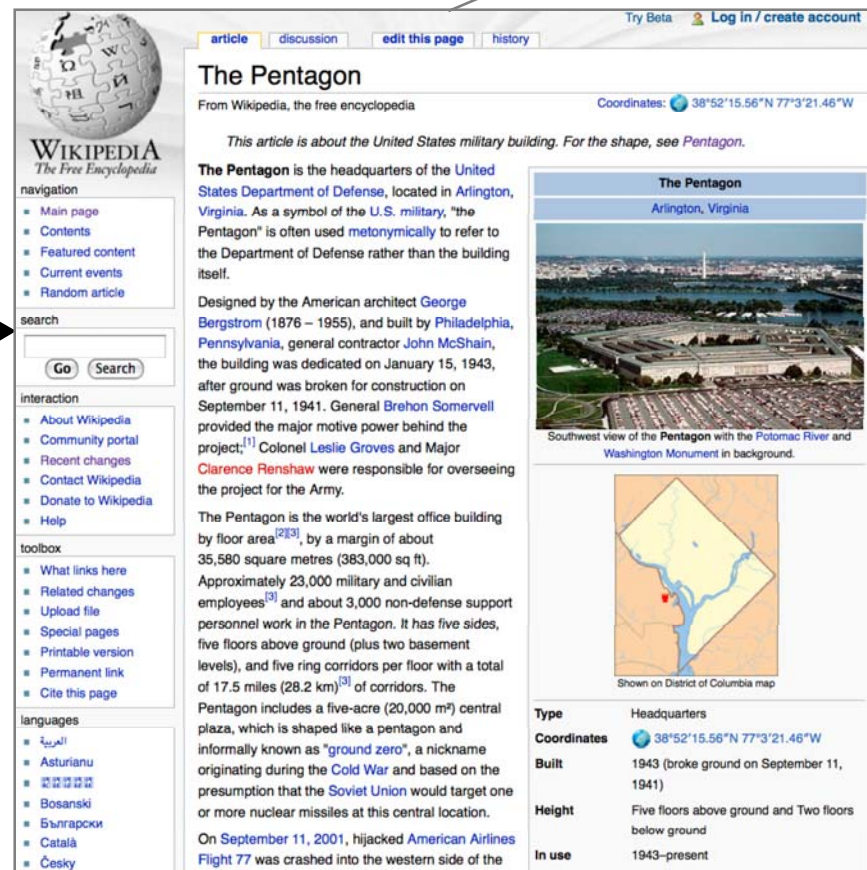 Try Beta Log in / create account
article discussion edit this page history
The Pentagon
From Wikipedia, the free encyclopedia
Coordinates: 38°52′15.56″N 77°3′21.46″W
This article is about the United States military building. For the shape, see Pentagon.
WIKIPEDIA
The Free Encyclopedia
navigation
Main page
Contents
Featured content
Current events
Random article
search
Go Search
interaction
About Wikipedia
Community portal
Recent changes
Contact Wikipedia
Donate to Wikipedia
Help
toolbox
What links here
Related changes
Upload file
Special pages
Printable version
Permanent link
Cite this page
languages
العربية
Asturianu
Bosanski
Български
Català
Česky
The Pentagon is the headquarters of the United
States Department of Defense, located in Arlington,
Virginia. As a symbol of the U.S. military, "the
Pentagon" is often used metonymically to refer to
the Department of Defense rather than the building
itself.
Designed by the American architect George
Bergstrom (1876 – 1955), and built by Philadelphia,
Pennsylvania, general contractor John McShain,
the building was dedicated on January 15, 1943,
after ground was broken for construction on
September 11, 1941. General Brehon Somervell
provided the major motive power behind the
project;[1] Colonel Leslie Groves and Major
Clarence Renshaw were responsible for overseeing
the project for the Army.
The Pentagon is the world's largest office building
by floor area[2][3], by a margin of about
35,580 square metres (383,000 sq ft).
Approximately 23,000 military and civilian
employees[3] and about 3,000 non-defense support
personnel work in the Pentagon. It has five sides,
five floors above ground (plus two basement
levels), and five ring corridors per floor with a total
of 17.5 miles (28.2 km)[3] of corridors. The
Pentagon includes a five-acre (20,000 m²) central
plaza, which is shaped like a pentagon and
informally known as "ground zero", a nickname
originating during the Cold War and based on the
presumption that the Soviet Union would target one
or more nuclear missiles at this central location.
On September 11, 2001, hijacked American Airlines
Flight 77 was crashed into the western side of the
The Pentagon
Arlington, Virginia
Southwest view of the Pentagon with the Potomac River and
Washington Monument in background.
Shown on District of Columbia map
Type Headquarters
Coordinates 38°52′15.56″N 77°3′21.46″W
Built 1943 (broke ground on September 11,
1941)
Height Five floors above ground and Two floors
below ground
In use 1943–present